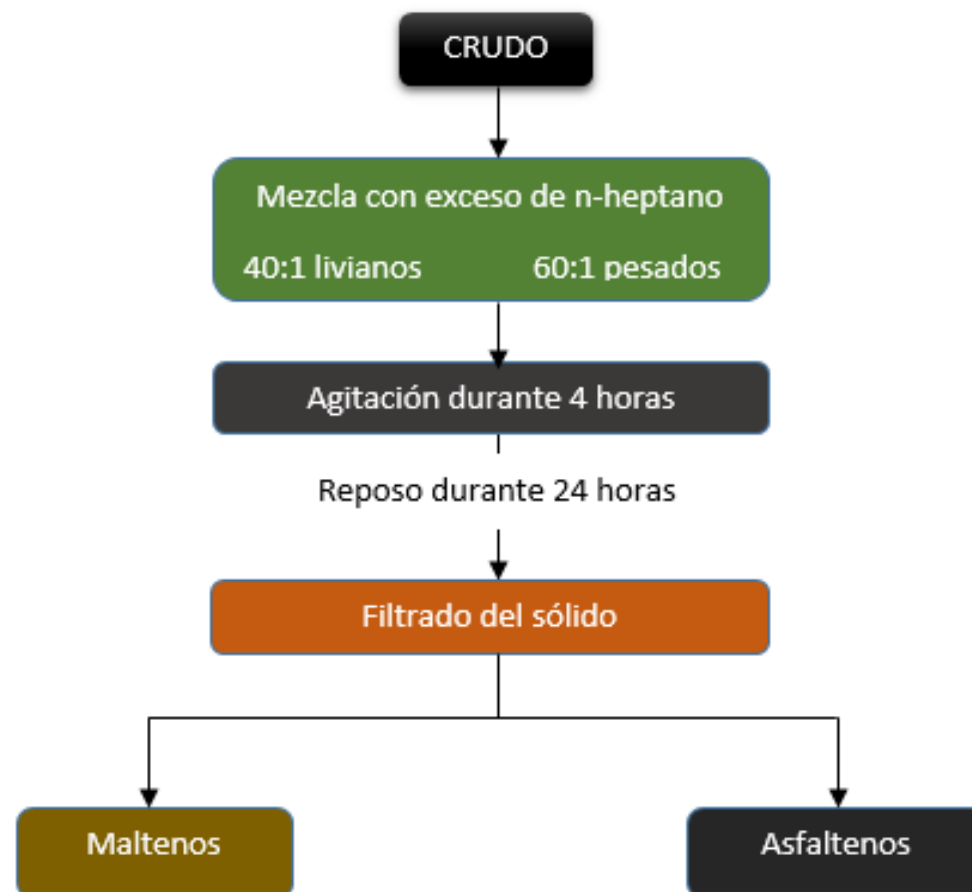 CRUDO
Mezcla con exceso de n-heptano
40:1 livianos 60:1 pesados
Agitación durante 4 horas
Reposo durante 24 horas
Filtrado del sólido
Maltenos Asfaltenos